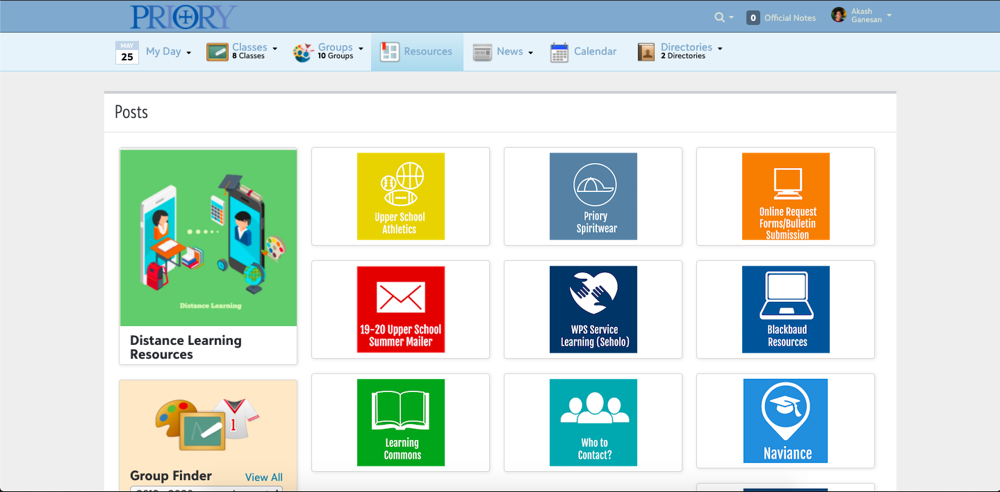 PRIORY
0 Official Notes
Akash
Ganesan
MAY
25
My Day
Classes
8 Classes
Groups
10 Groups
Resources
News
Calendar
Directories
2 Directories
Posts
Distance Learning
Distance Learning
Resources
Upper School
Athletics
Priory
Spiritwear
Online Request
Forms/Bulletin
Submission
19-20 Upper School
Summer Mailer
WPS Service
Learning (Seholo)
Blackbaud
Resources
Learning
Commons
Who to
Contact?
Naviance
1
Group Finder
View All